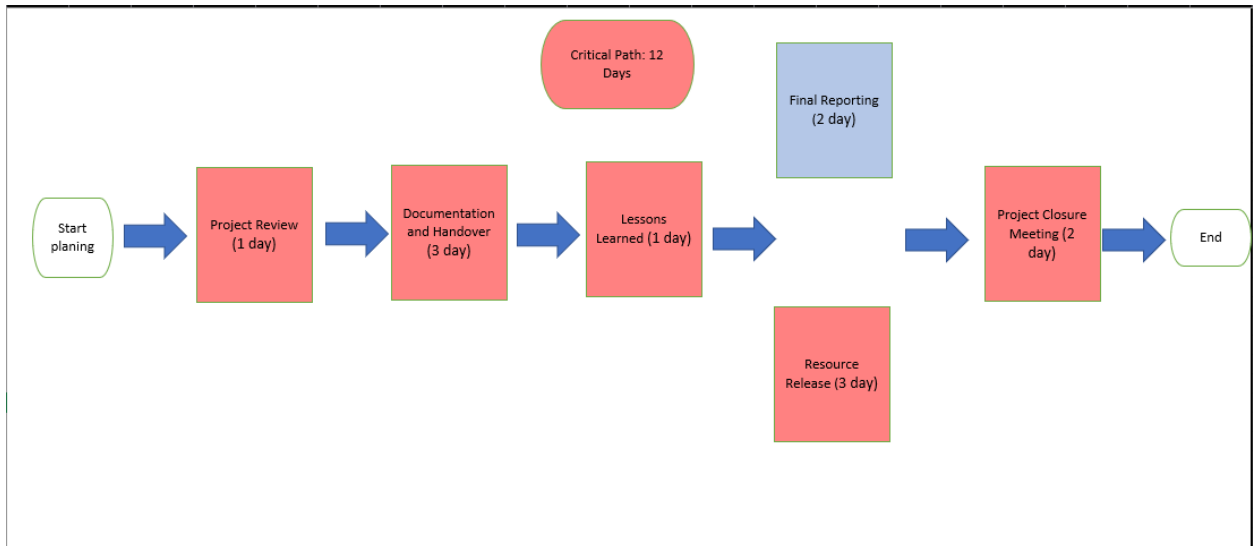 Critical Path: 12
Days
Final Reporting
(2 day)
Start
planing
Project Review
(1 day)
Documentation
and Handover
(3 day)
Lessons
Learned (1 day)
Project Closure
Meeting (2
day)
End
Resource
Release (3 day)